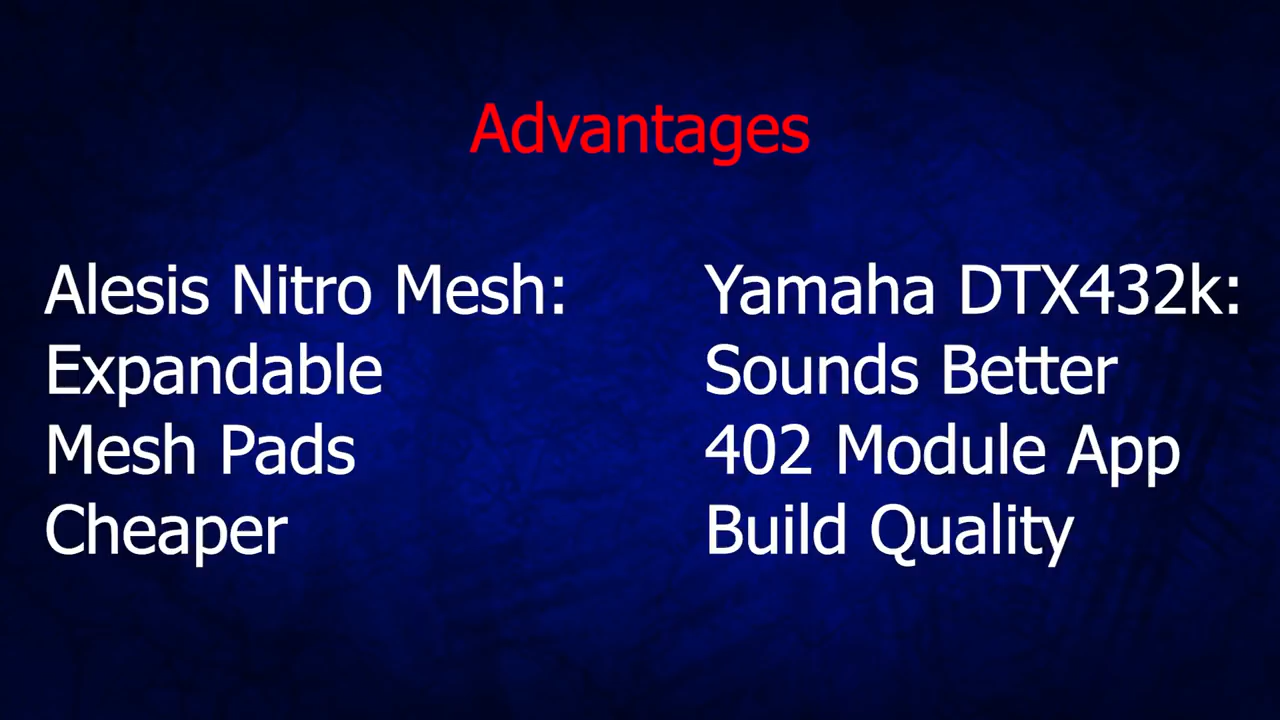 Advantages
Alesis Nitro Mesh:
Expandable
Mesh Pads
Cheaper
Yamaha DTX432k:
Sounds Better
402 Module App
Build Quality